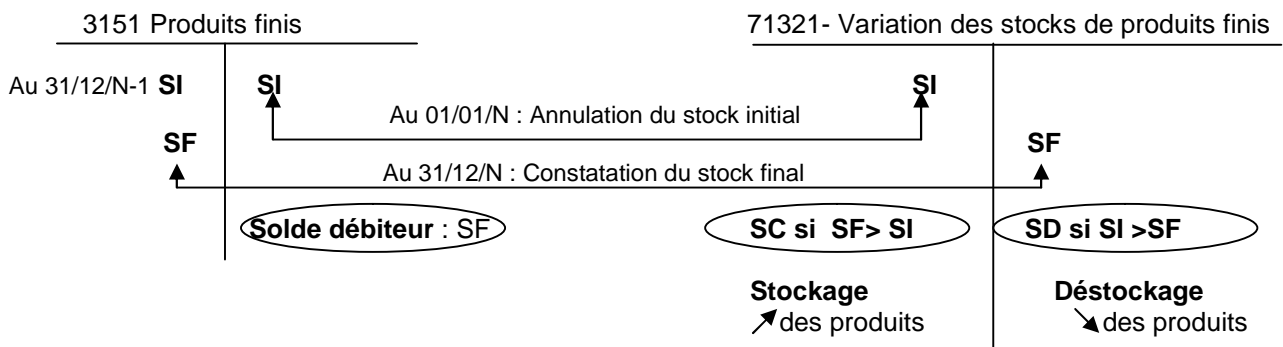 3151 Produits finis 71321- Variation des stocks de produits finis
Au 31/12/N-1 SI SI SI
Au 01/01/N : Annulation du stock initial
SF SF
Au 31/12/N : Constatation du stock final
Solde débiteur : SF SC si SF> SI SD si SI >SF
Stockage Déstockage
des produits des produits